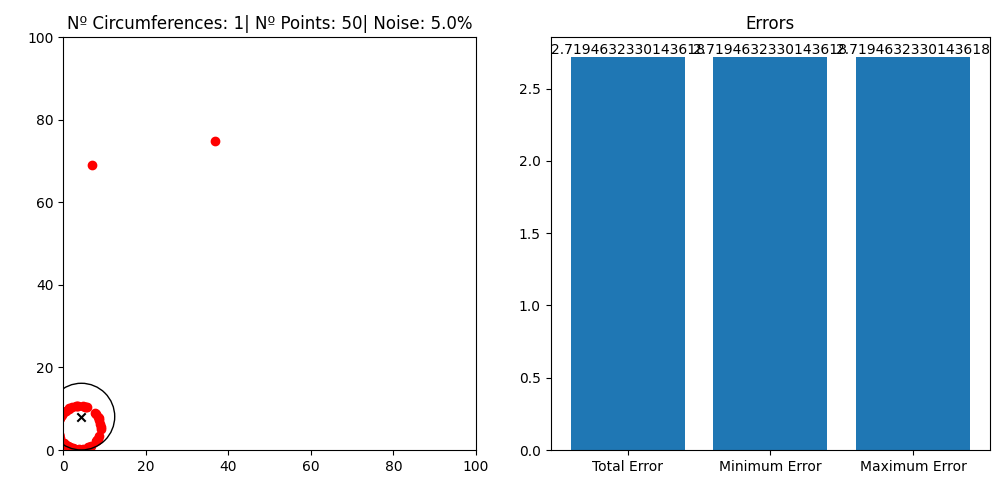 Nº Circumferences: 1| Nº Points: 50| Noise: 5.0%
100
80
60
40
20
0
0 20 40 60 80 100
Errors
2.7194632330143618 2.7194632330143618 2.7194632330143618
2.5
2.0
1.5
1.0
0.5
0.0
Total Error Minimum Error Maximum Error